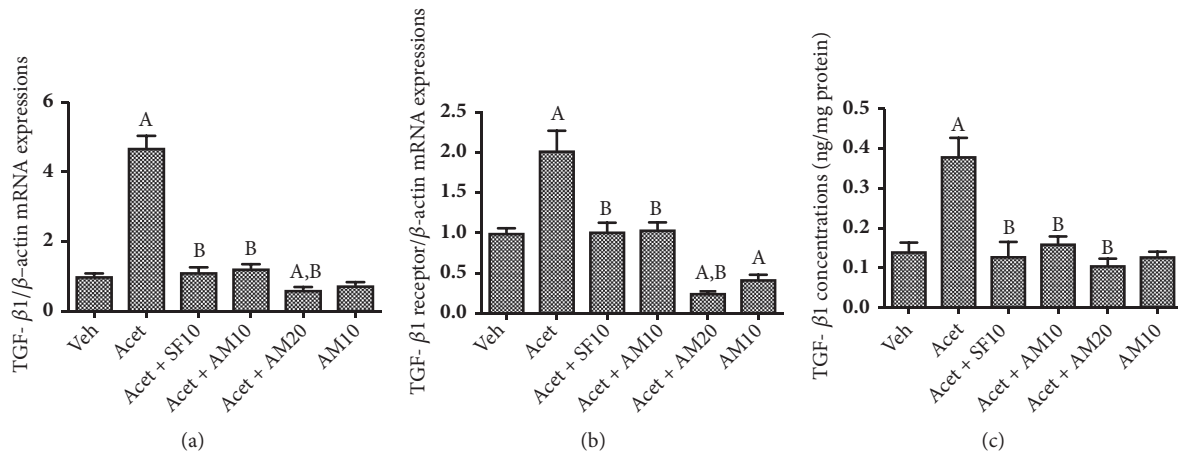 TGF- β1/β–actin mRNA expressions
6
4
2
0
A
B
B
A,B
Veh
Acet
Acet + SF10
Acet + AM10
Acet + AM20
AM10
(a)
TGF- β1 receptor/β-actin mRNA expressions
2.5
2.0
1.5
1.0
0.5
0.0
A
B
B
A,B
A
Veh
Acet
Acet + SF10
Acet + AM10
Acet + AM20
AM10
(b)
TGF- β1 concentrations (ng/mg protein)
0.5
0.4
0.3
0.2
0.1
0.0
A
B
B
B
Veh
Acet
Acet + SF10
Acet + AM10
Acet + AM20
AM10
(c)